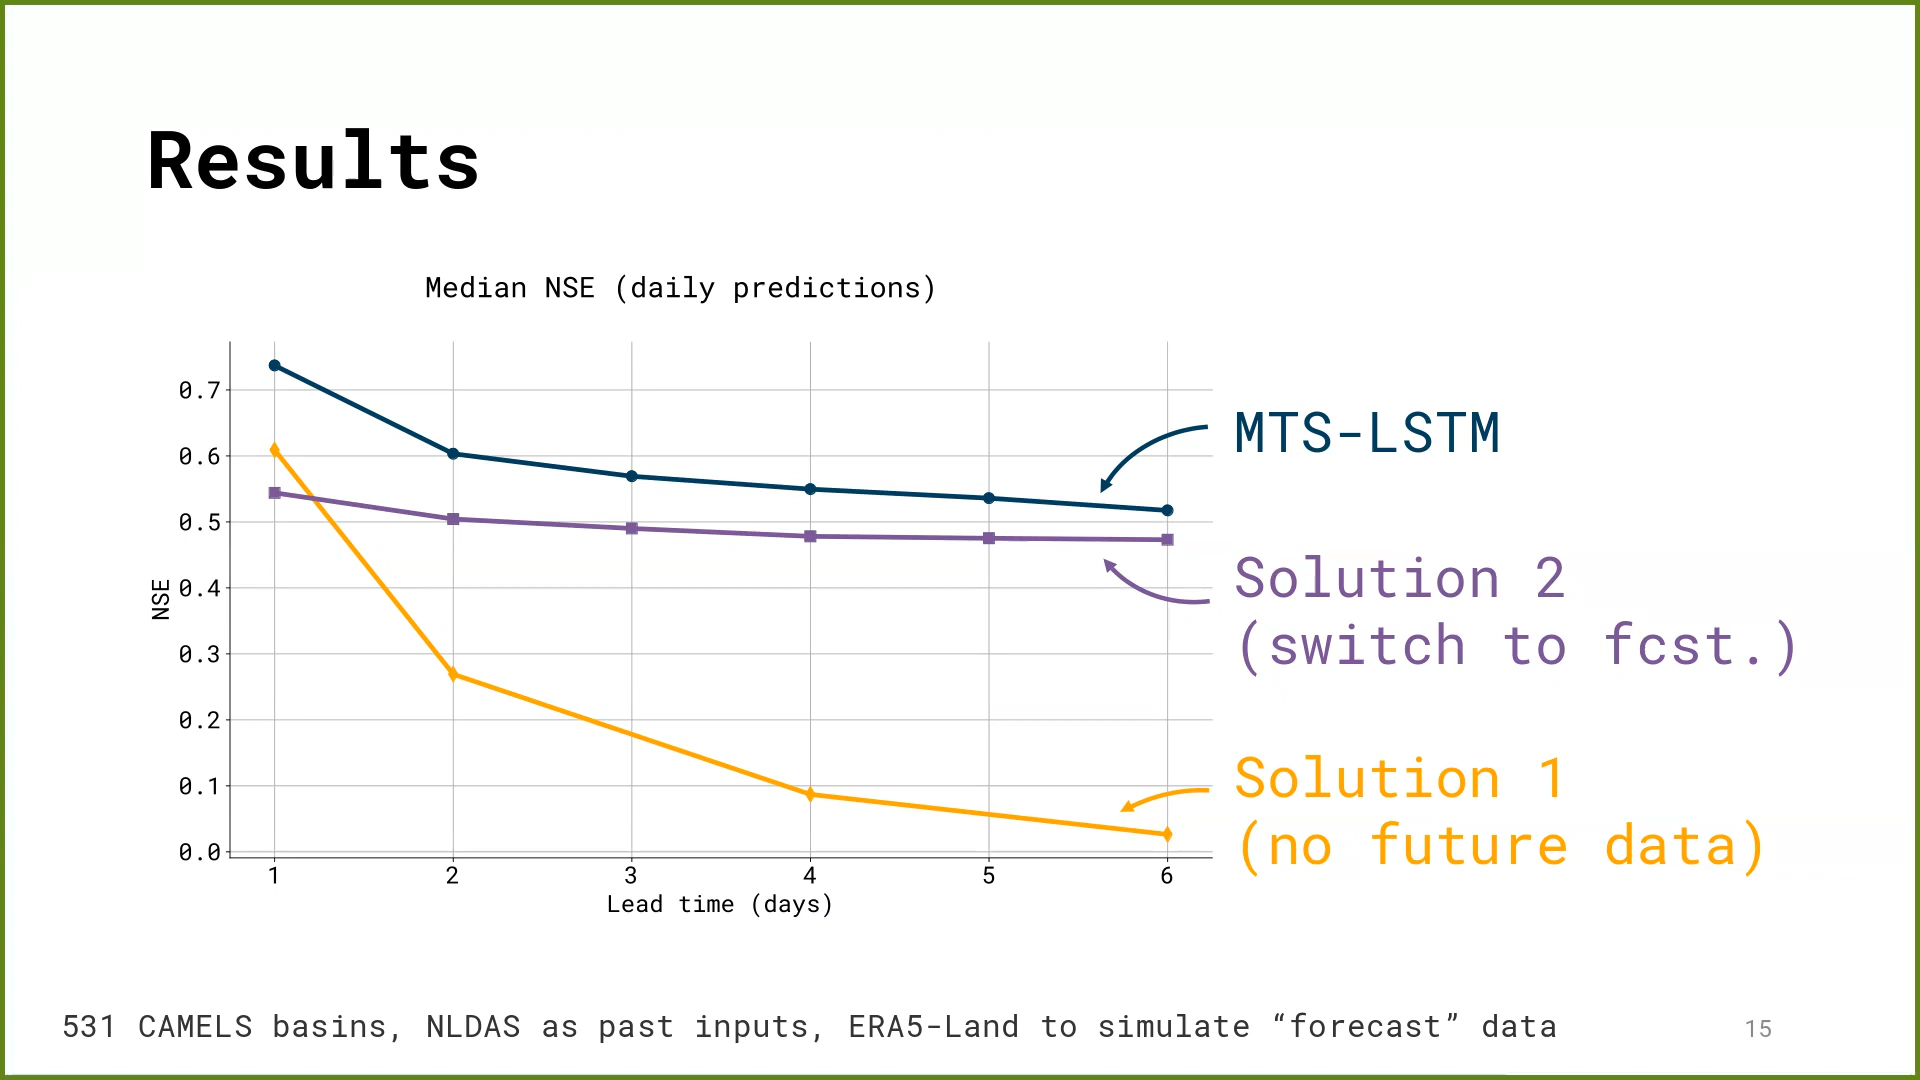 Results
Median NSE (daily predictions)
0.7
0.6
0.5
0.4
0.3
0.2
0.1
0.0
NSE
1 2 3 4 5 6
Lead time (days)
MTS-LSTM
Solution 2
(switch to fcst.)
Solution 1
(no future data)
531 CAMELS basins, NLDAS as past inputs, ERA5-Land to simulate “forecast” data
15